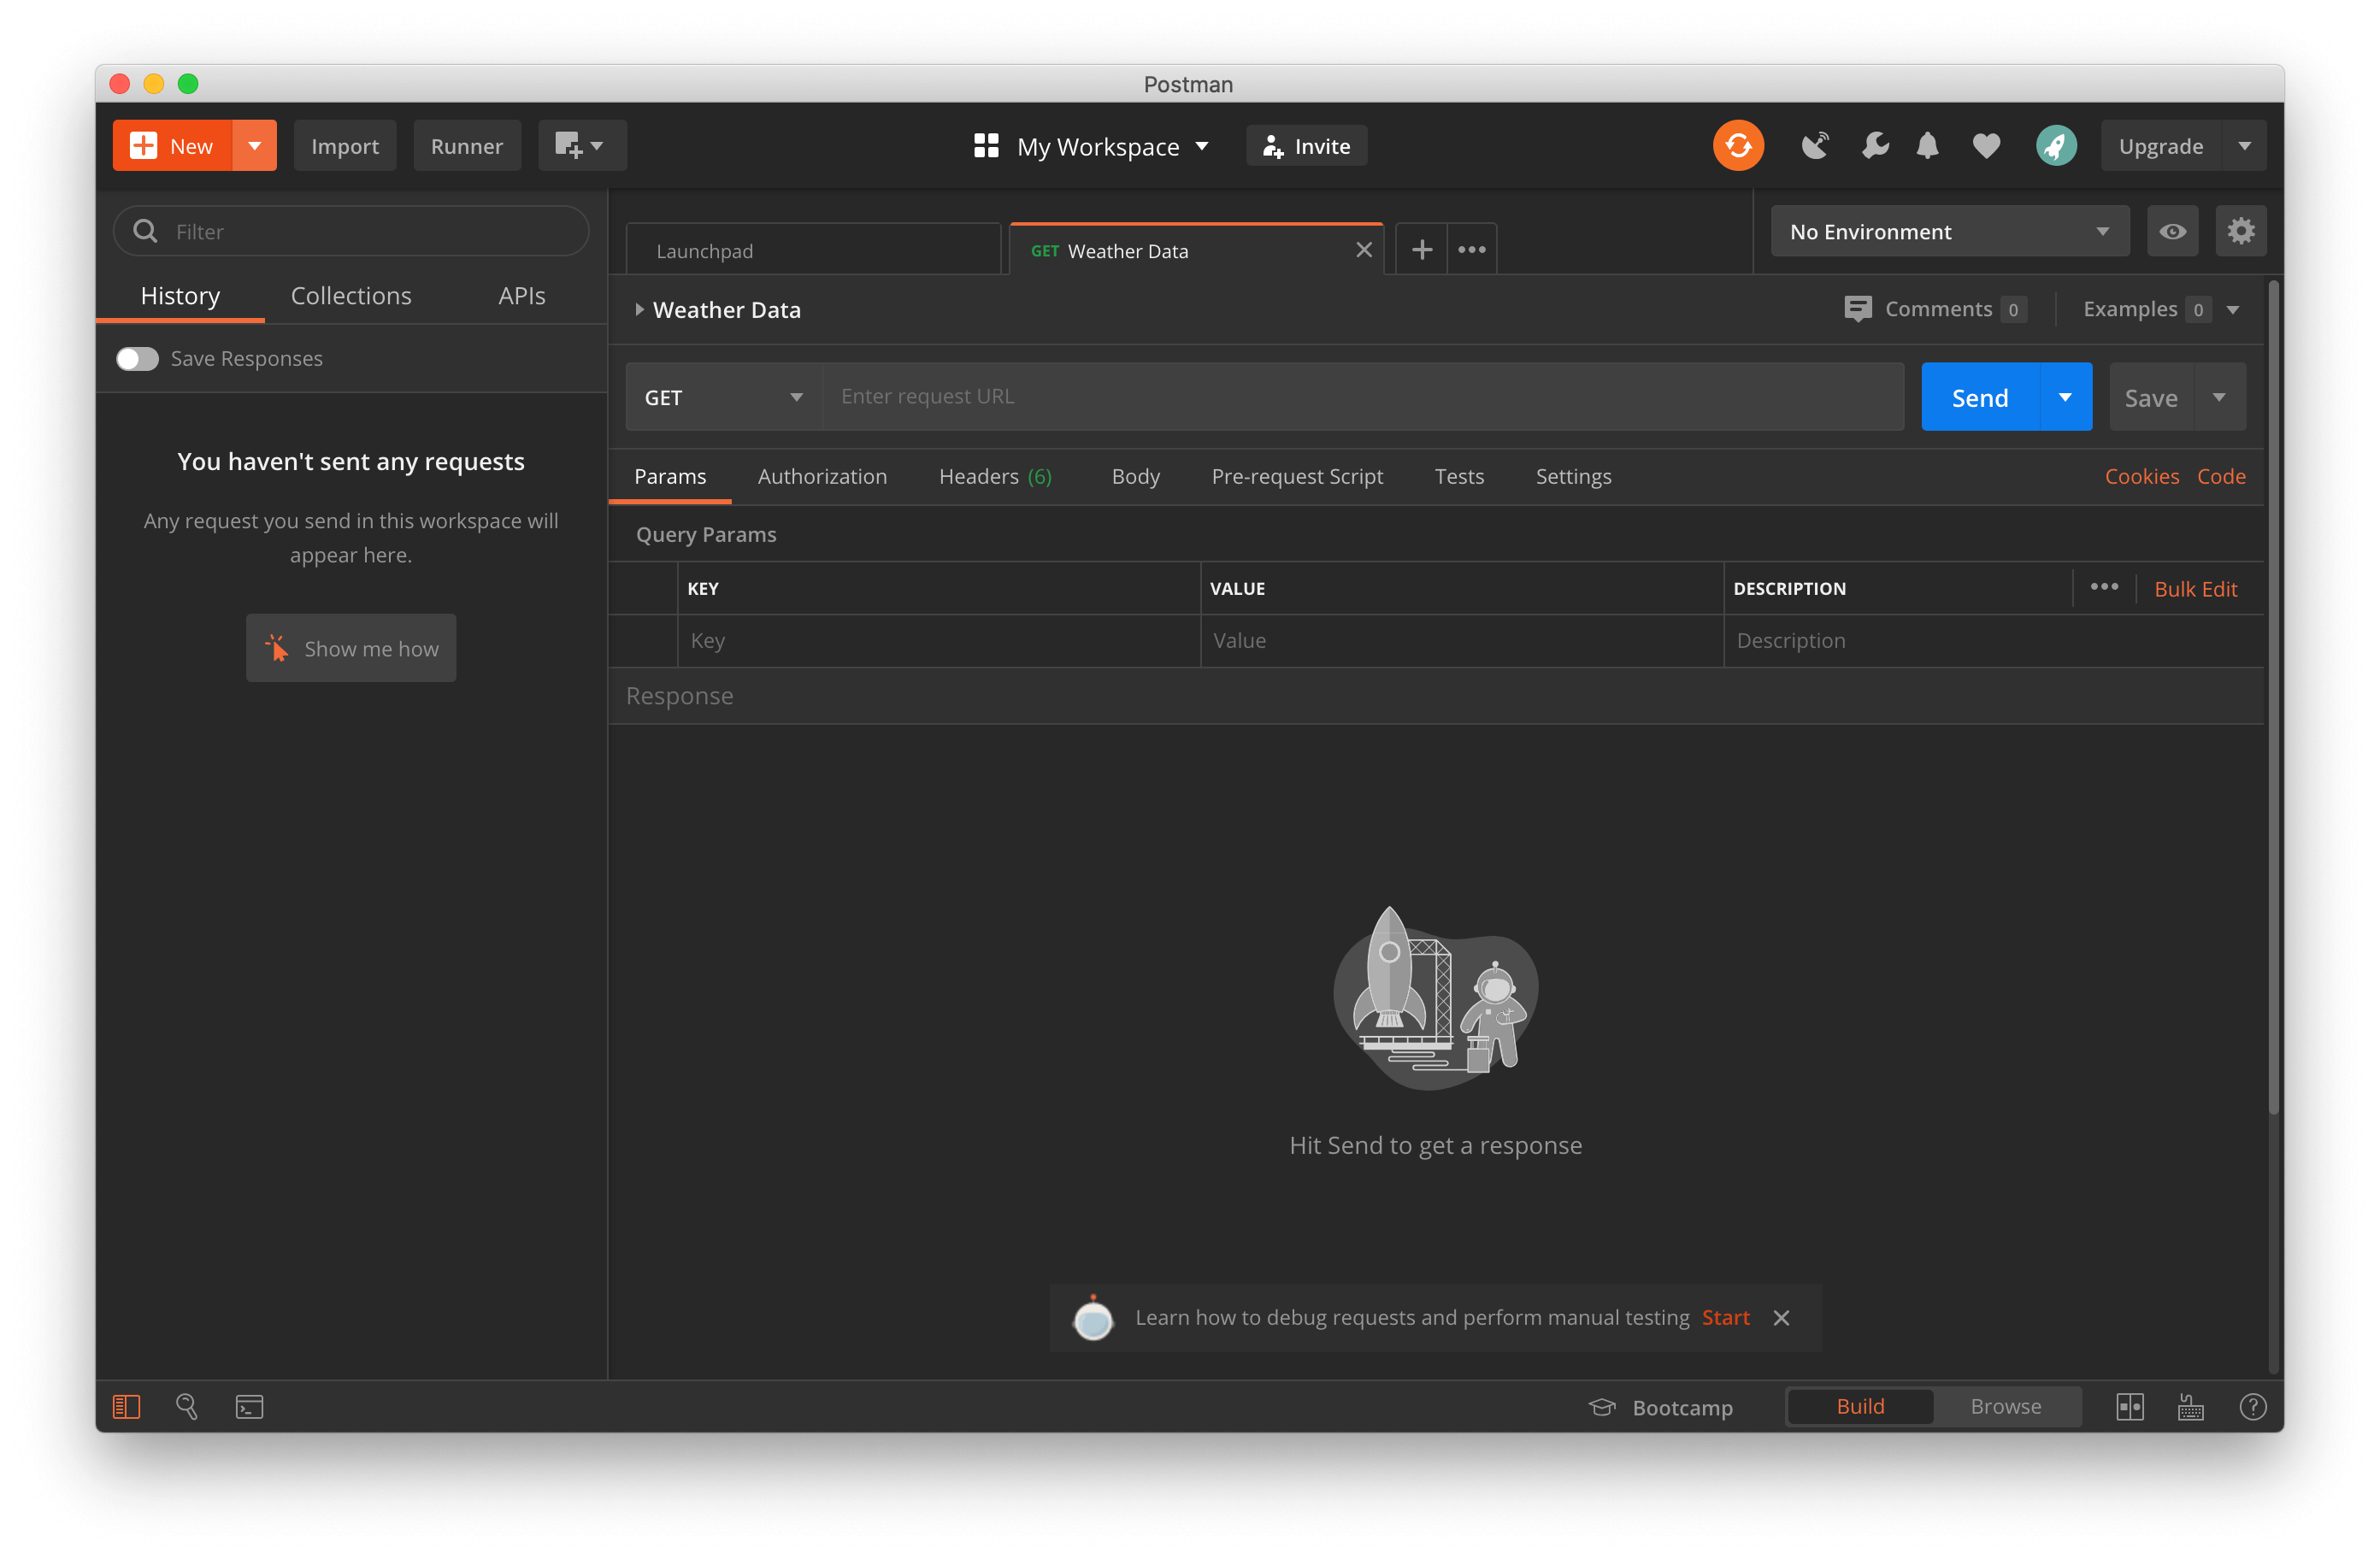 Postman
New
Import
Runner
My Workspace
Invite
Upgrade
Filter
History
Collections
APIs
Save Responses
You haven't sent any requests
Any request you send in this workspace will
appear here.
Show me how
Launchpad
GET Weather Data
No Environment
Weather Data
Comments 0
Examples 0
GET
Enter request URL
Send
Save
Params
Authorization
Headers (6)
Body
Pre-request Script
Tests
Settings
Cookies
Code
Query Params
KEY
VALUE
DESCRIPTION
Bulk Edit
Key
Value
Description
Response
Hit Send to get a response
Learn how to debug requests and perform manual testing Start
Bootcamp
Build
Browse